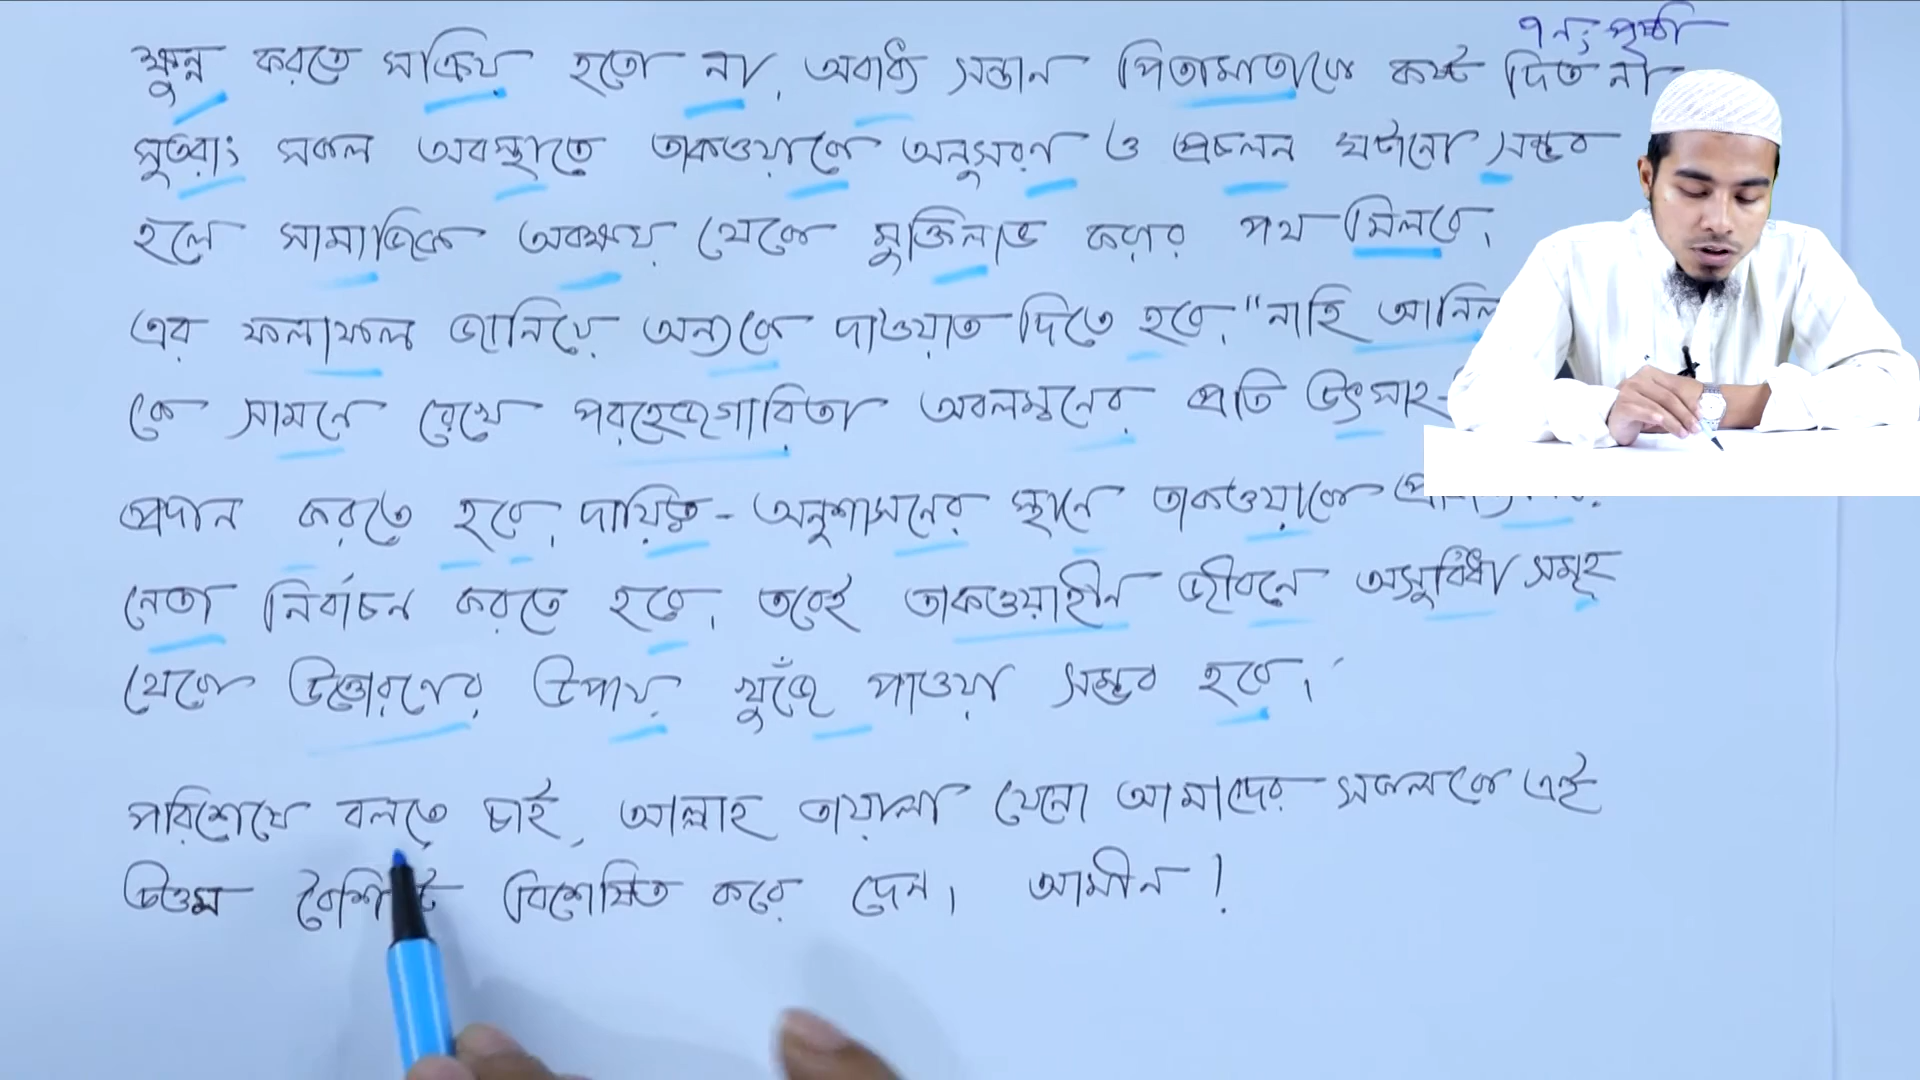 ৭নং পৃষ্ঠা
ক্ষুন্ন করতে সক্রিয় হতো না, অবাধ্য সন্তান পিতামাতাকে কষ্ট দিত না
সুতরাং সকল অবস্থাতে তাকওয়াকে অনুসরণ ও প্রচলন ঘটানো সম্ভব
হলে সামাজিক অবক্ষয় থেকে মুক্তিলাভ করার পথ মিলবে।
এর ফলাফল জানিয়ে অন্যকে দাওয়াত দিতে হবে। "নাহি আনিল
কে সামনে রেখে পরহেজগারিতা অবলম্বনের প্রতি উৎসাহ-
প্রদান করতে হবে, দায়িত্ব-অনুশাসনের স্থানে তাকওয়াকে
নেতা নির্বাচন করতে হবে, তবেই তাকওয়াহীন জীবনে অসুবিধা সমূহ
থেকে উত্তোরণের উপায় খুঁজে পাওয়া সম্ভব হবে।
পরিশেষে বলতে চাই, আল্লাহ তায়ালা যেনো আমাদের সকলকে এই
উত্তম বিশেষিত করে দেন। আমীন!